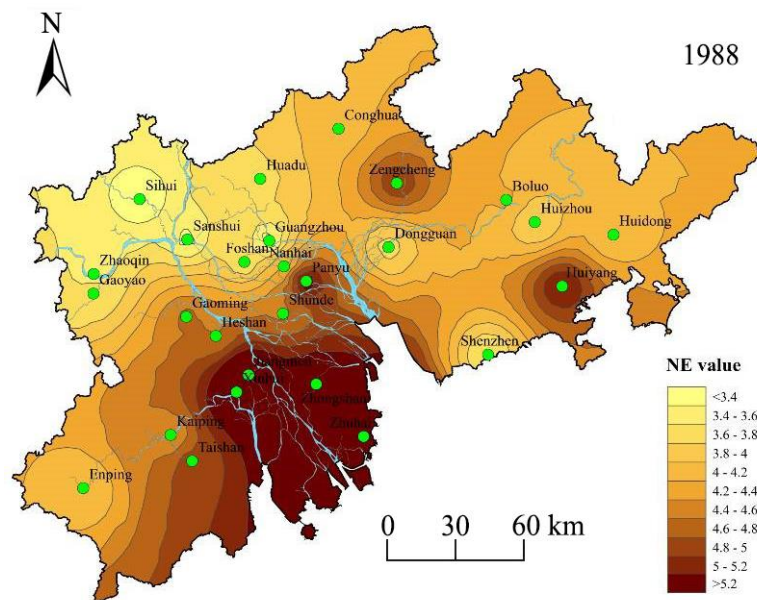 N
1988
Conghua
Zengcheng
Huadu
Sihui
Boluo
Huizhou
Huidong
Sanshui
Guangzhou
Dongguan
Foshan
Nanhai
Zhaoqin
Panyu
Huiyang
Gaoyao
Gaoming
Shunde
Heshan
Shenzhen
Zhongshan
Kaiping
Taishan
Enping
NE value
<3.4
3.4 - 3.6
3.6 - 3.8
3.8 - 4
4 - 4.2
4.2 - 4.4
4.4 - 4.6
4.6 - 4.8
4.8 - 5
5 - 5.2
>5.2
0 30 60 km